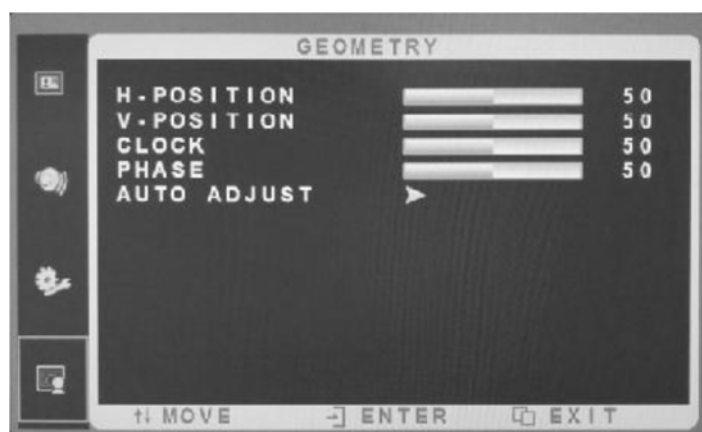 GEOMETRY
H-POSITION 50
V-POSITION 50
CLOCK 50
PHASE 50
AUTO ADJUST
MOVE ENTER EXIT